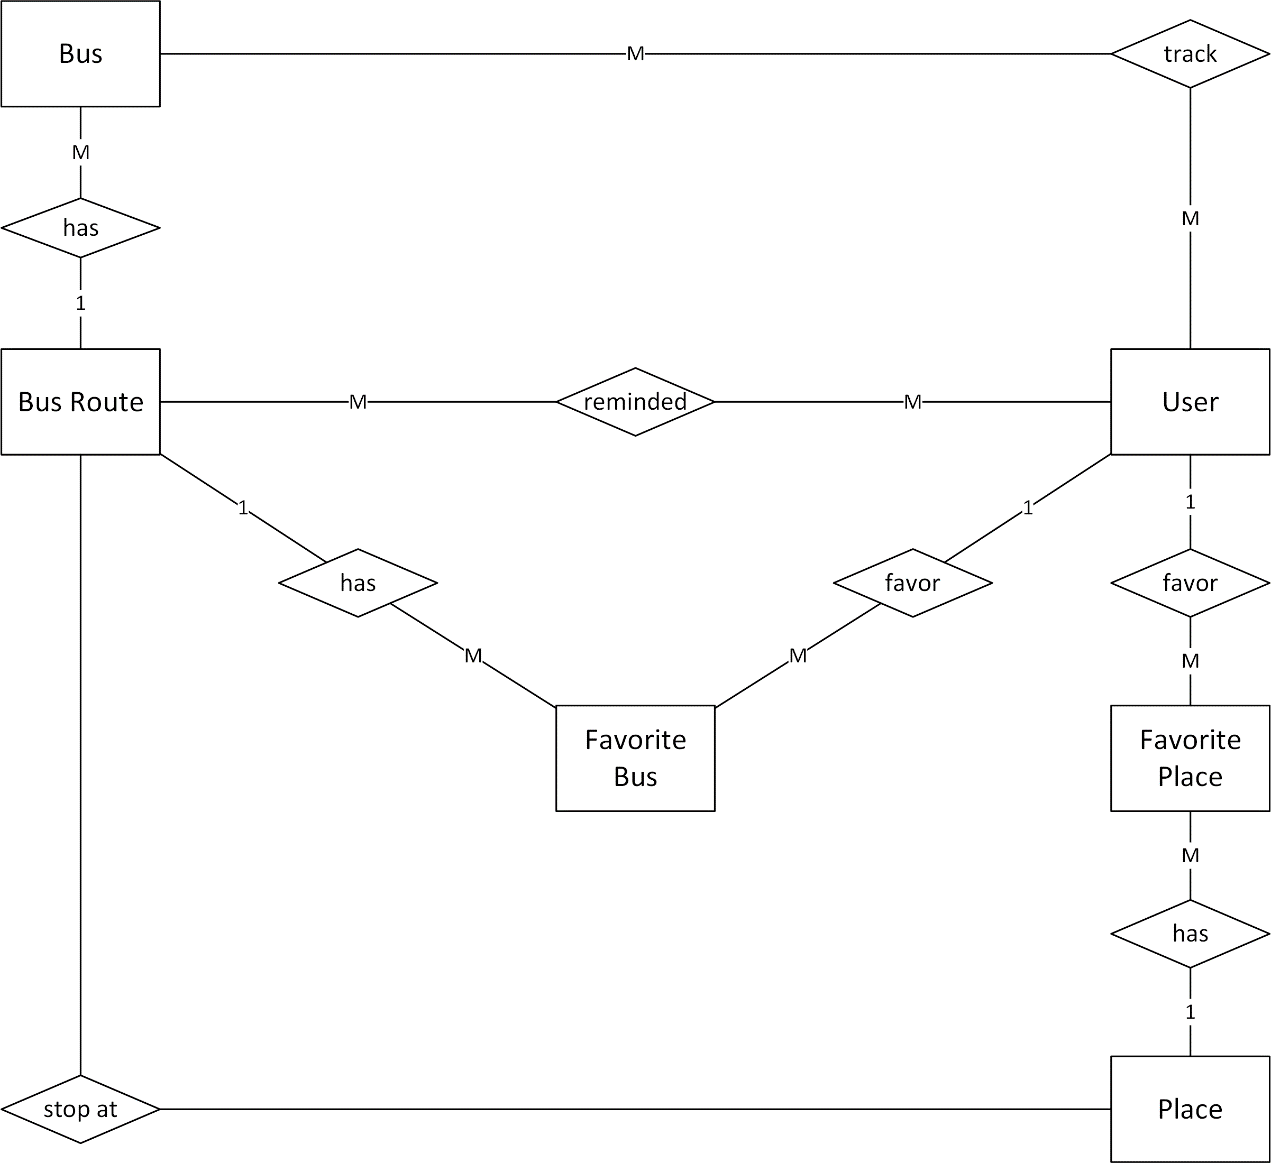 Bus
M
track
M
has
M
1
Bus Route
M
reminded
M
User
1
1
1
has
favor
favor
M
M
M
Favorite
Bus
Favorite
Place
M
has
1
stop at
Place